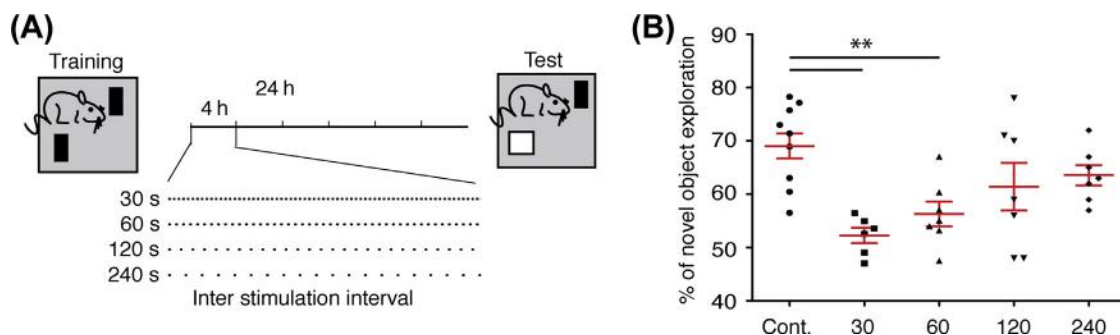 (A)
Training
Test
24 h
4 h
30 s
60 s
120 s
240 s
Inter stimulation interval
(B)
% of novel object exploration
90
80
70
60
50
40
**
Cont. 30 60 120 240